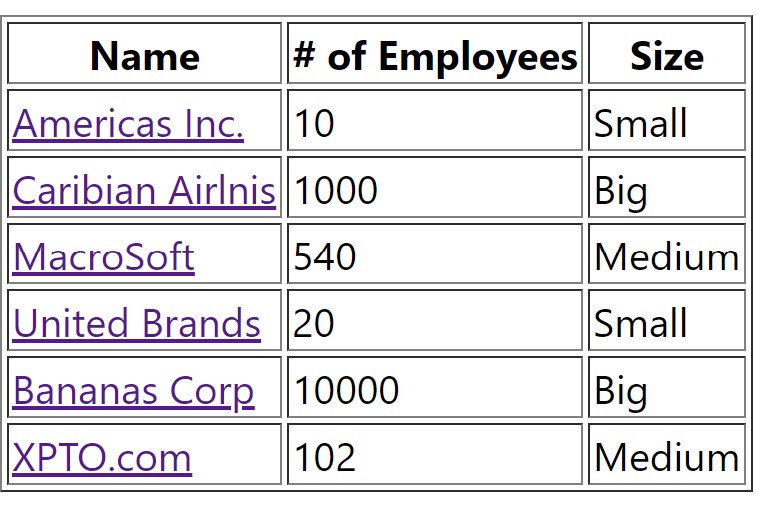 Name # of Employees Size
Americas Inc. 10 Small
Caribian Airlnis 1000 Big
MacroSoft 540 Medium
United Brands 20 Small
Bananas Corp 10000 Big
XPTO.com 102 Medium